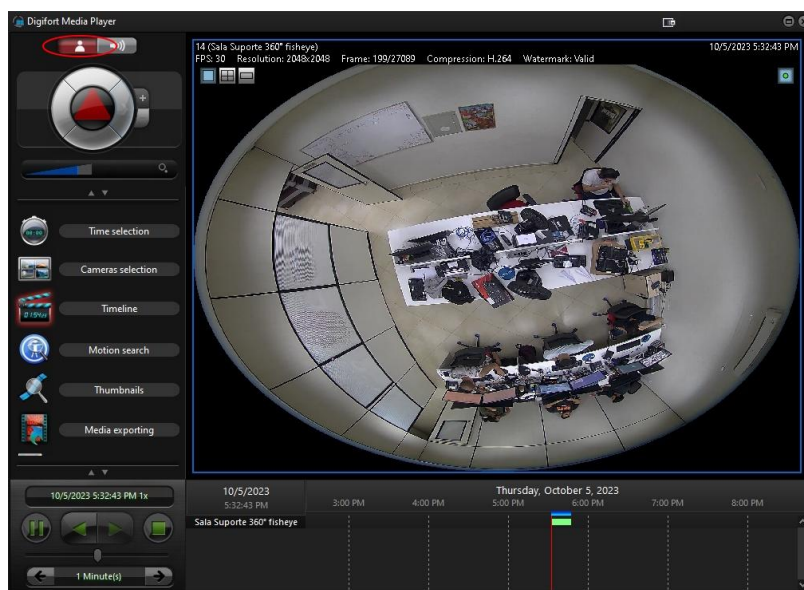 Digifort Media Player
14 (Sala Suporte 360° fisheye)
10/5/2023 5:32:43 PM
FPS: 30 Resolution: 2048x2048 Frame: 199/27089 Compression: H.264 Watermark: Valid
Time selection
Cameras selection
Timeline
Motion search
Thumbnails
Media exporting
10/5/2023 5:32:43 PM 1x
1 Minute(s)
10/5/2023
5:32:43 PM
Thursday, October 5, 2023
3:00 PM 4:00 PM 5:00 PM 6:00 PM 7:00 PM 8:00 PM
Sala Suporte 360° fisheye